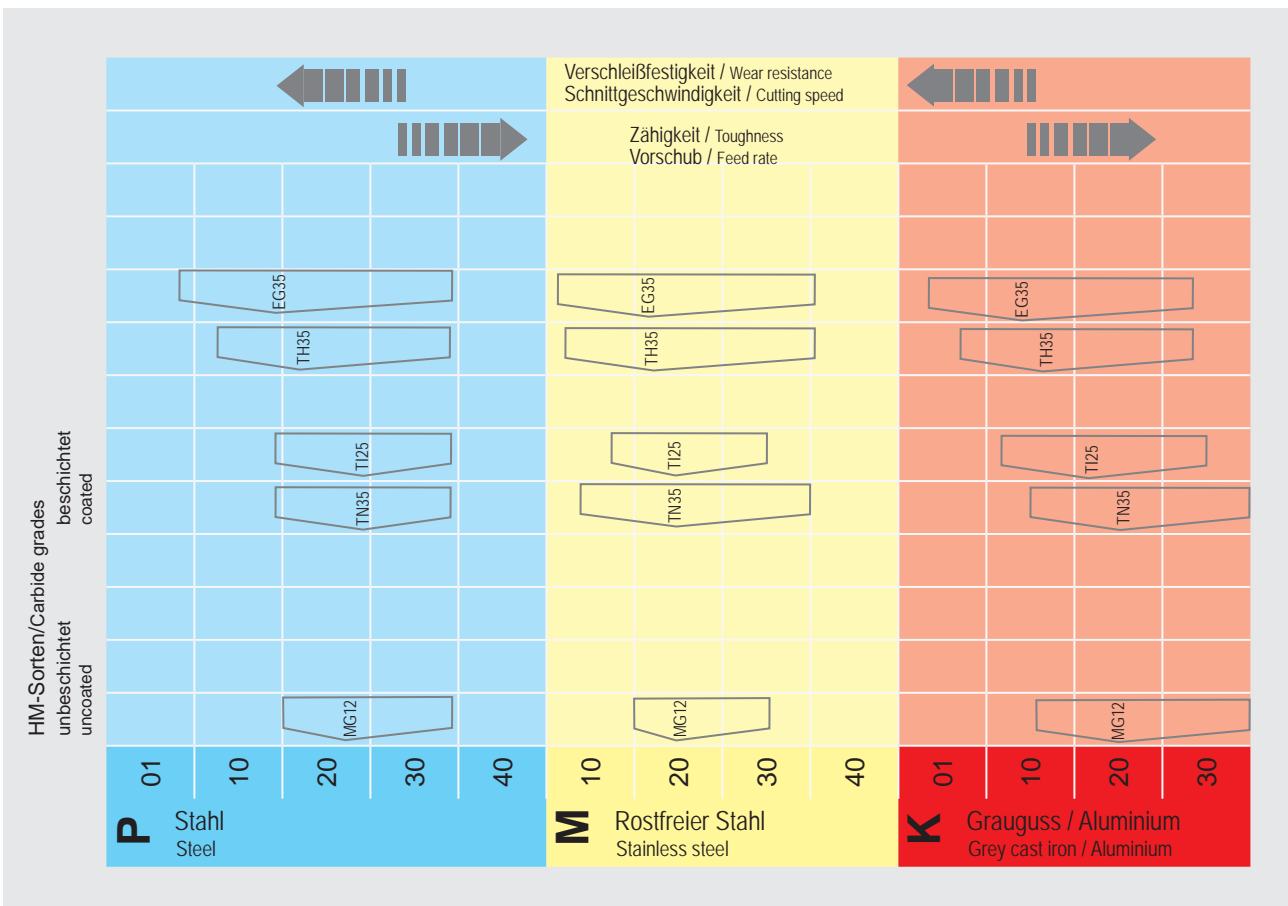 Verschleißfestigkeit / Wear resistance
Schnittgeschwindigkeit / Cutting speed
Zähigkeit / Toughness
Vorschub / Feed rate
EG35
EG35
EG35
TH35
TH35
TH35
TI25
TI25
TI25
TN35
TN35
TN35
MG12
MG12
MG12
HM-Sorten/Carbide grades
beschichtet
coated
unbeschichtet
uncoated
01 10 20 30 40 10 20 30 40 01 10 20 30
P Stahl
Steel
M Rostfreier Stahl
Stainless steel
K Grauguss / Aluminium
Grey cast iron / Aluminium